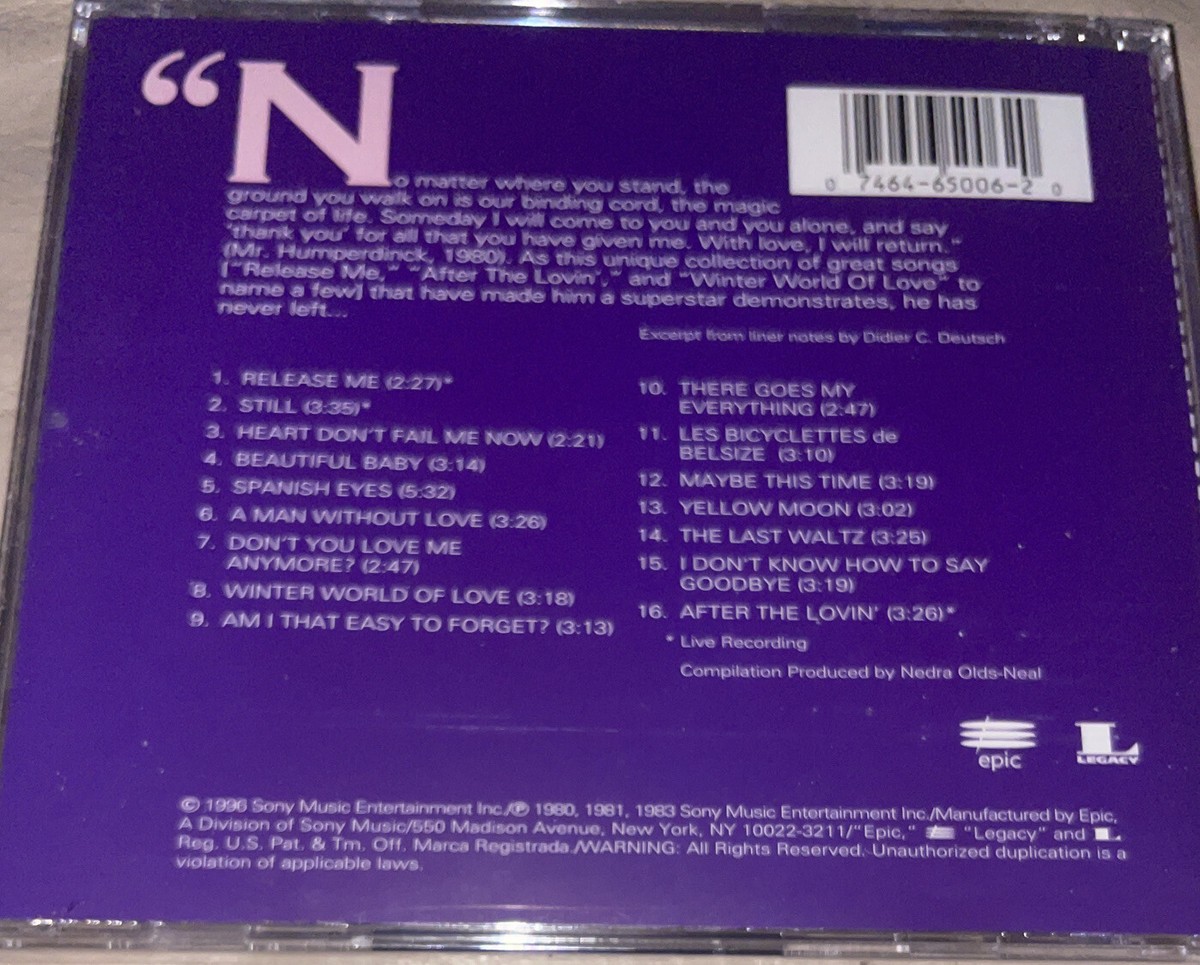 “No matter where you stand, the
ground you walk on is our binding cord, the magic
carpet of life. Someday I will come to you and you alone, and say
'thank you' for all that you have given me. With love, I will return."
(Mr. Humperdinck, 1980). As this unique collection of great songs
["Release Me," "After The Lovin'," and "Winter World Of Love" to
name a few] that have made him a superstar demonstrates, he has
never left...
Excerpt from liner notes by Didier C. Deutsch
0 7464-65006-2 0
1. RELEASE ME (2:27)*
2. STILL (3:35)*
3. HEART DON'T FAIL ME NOW (2:21)
4. BEAUTIFUL BABY (3:14)
5. SPANISH EYES (5:32)
6. A MAN WITHOUT LOVE (3:26)
7. DON'T YOU LOVE ME
ANYMORE? (2:47)
8. WINTER WORLD OF LOVE (3:18)
9. AM I THAT EASY TO FORGET? (3:13)
10. THERE GOES MY
EVERYTHING (2:47)
11. LES BICYCLETTES de
BELSIZE (3:10)
12. MAYBE THIS TIME (3:19)
13. YELLOW MOON (3:02)
14. THE LAST WALTZ (3:25)
15. I DON'T KNOW HOW TO SAY
GOODBYE (3:19)
16. AFTER THE LOVIN' (3:26)*
* Live Recording
Compilation Produced by Nedra Olds-Neal
epic
L
LEGACY
© 1996 Sony Music Entertainment Inc./℗ 1980, 1981, 1983 Sony Music Entertainment Inc./Manufactured by Epic,
A Division of Sony Music/550 Madison Avenue, New York, NY 10022-3211/"Epic," "Legacy" and L
Reg. U.S. Pat. & Tm. Off. Marca Registrada./WARNING: All Rights Reserved. Unauthorized duplication is a
violation of applicable laws.